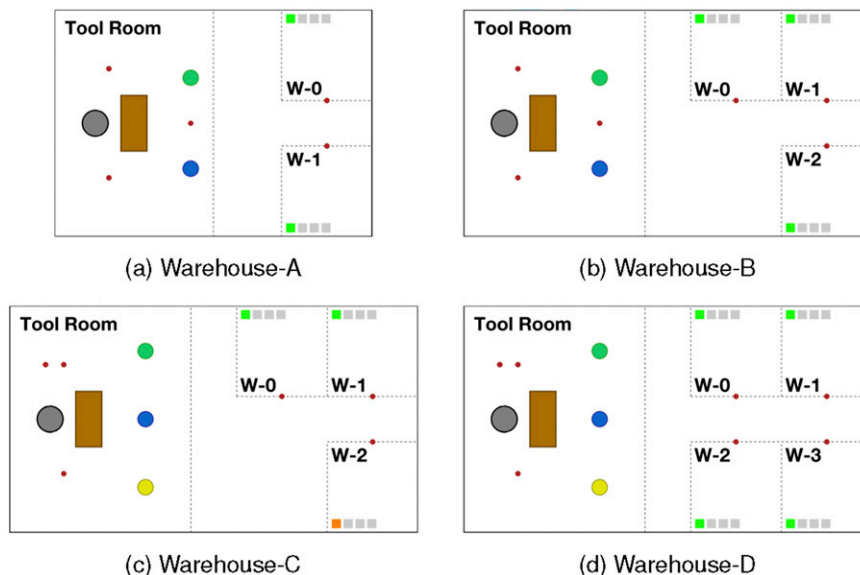 Tool Room
W-0
W-1
(a) Warehouse-A
Tool Room
W-0
W-1
W-2
(b) Warehouse-B
Tool Room
W-0
W-1
W-2
(c) Warehouse-C
Tool Room
W-0
W-1
W-2
W-3
(d) Warehouse-D